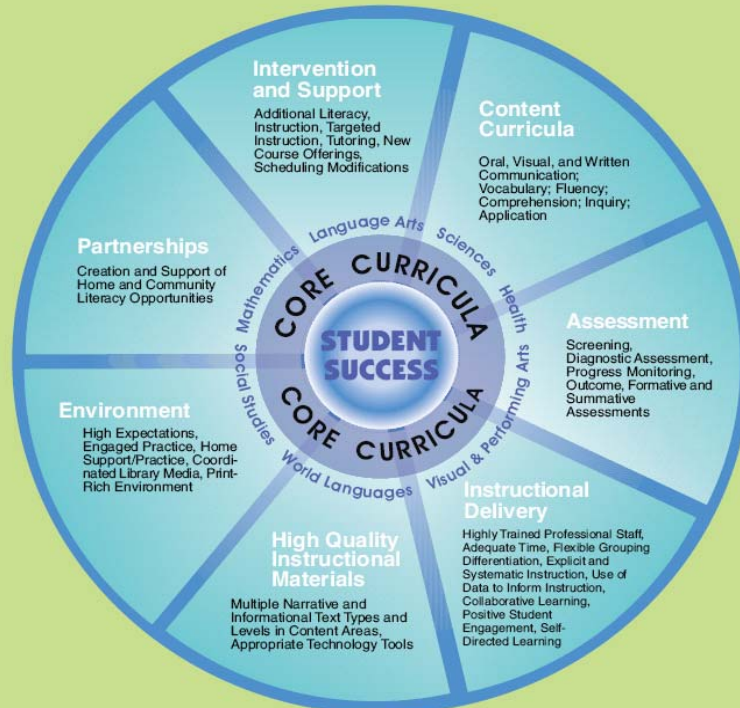 Intervention
and Support
Additional Literacy,
Instruction, Targeted
Instruction, Tutoring, New
Course Offerings,
Scheduling Modifications
Content
Curricula
Oral, Visual, and Written
Communication;
Vocabulary; Fluency;
Comprehension; Inquiry;
Application
Partnerships
Creation and Support of
Home and Community
Literacy Opportunities
Assessment
Screening,
Diagnostic Assessment,
Progress Monitoring,
Outcome, Formative and
Summative
Assessments
Environment
High Expectations,
Engaged Practice, Home
Support/Practice, Coordi-
nated Library Media, Print-
Rich Environment
High Quality
Instructional
Materials
Multiple Narrative and
Informational Text Types and
Levels in Content Areas,
Appropriate Technology Tools
Instructional
Delivery
Highly Trained Professional Staff,
Adequate Time, Flexible Grouping
Differentiation, Explicit and
Systematic Instruction, Use of
Data to Inform Instruction,
Collaborative Learning,
Positive Student
Engagement, Self-
Directed Learning
Social Studies
Mathematics
Language Arts
Sciences
Health
Visual & Performing Arts
World Languages
CORE CURRICULA
STUDENT
SUCCESS
CORE CURRICULA